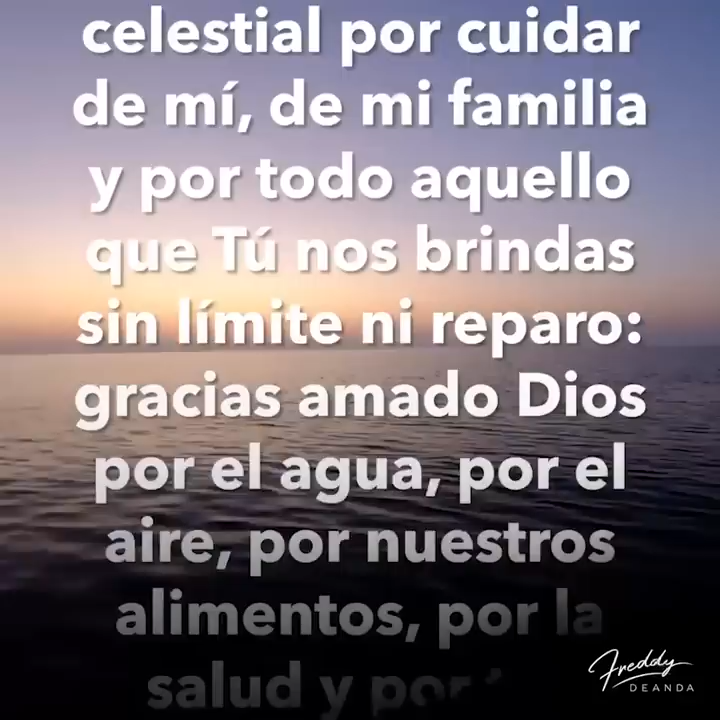 celestial por cuidar
de mí, de mi familia
y por todo aquello
que Tú nos brindas
sin límite ni reparo:
gracias amado Dios
por el agua, por el
aire, por nuestros
alimentos, por la
salud y por
Freddy
DEANDA